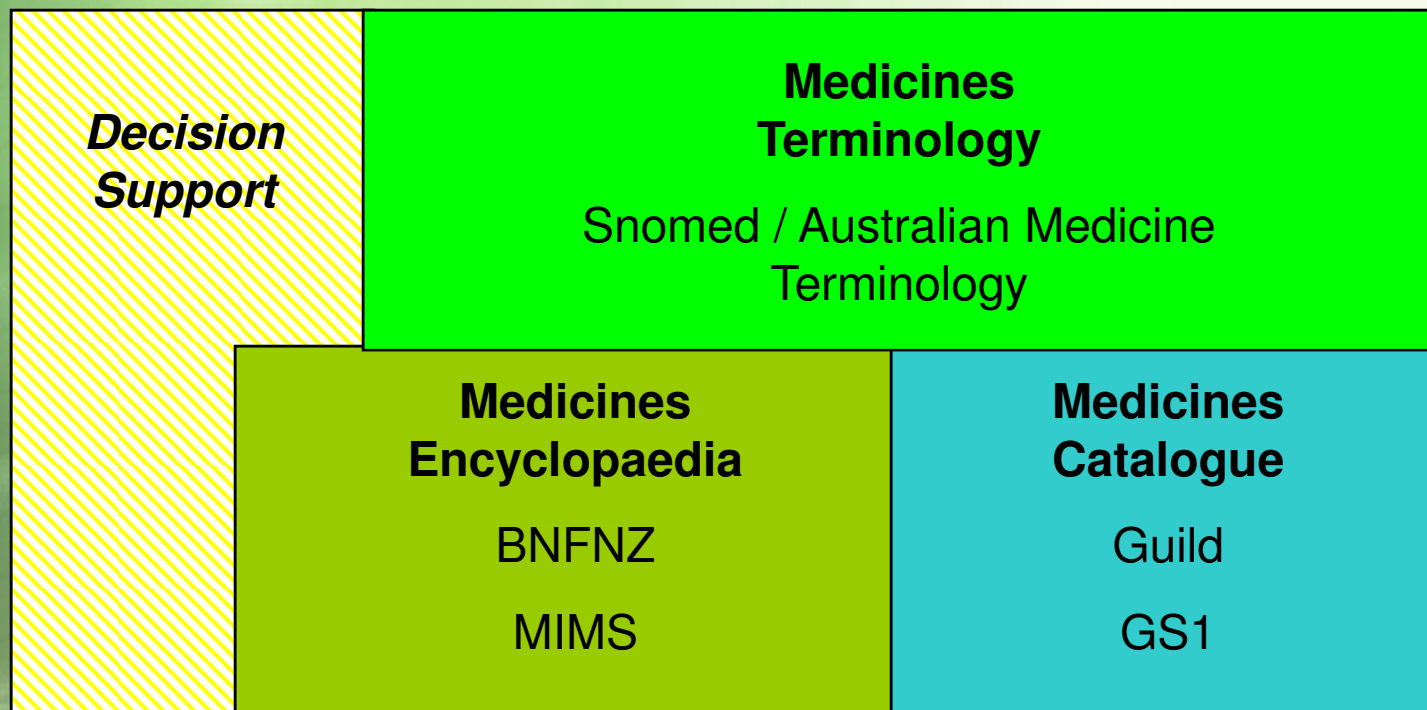 Decision
Support
Medicines
Terminology
Snomed / Australian Medicine
Terminology
Medicines
Encyclopaedia
BNFNZ
MIMS
Medicines
Catalogue
Guild
GS1